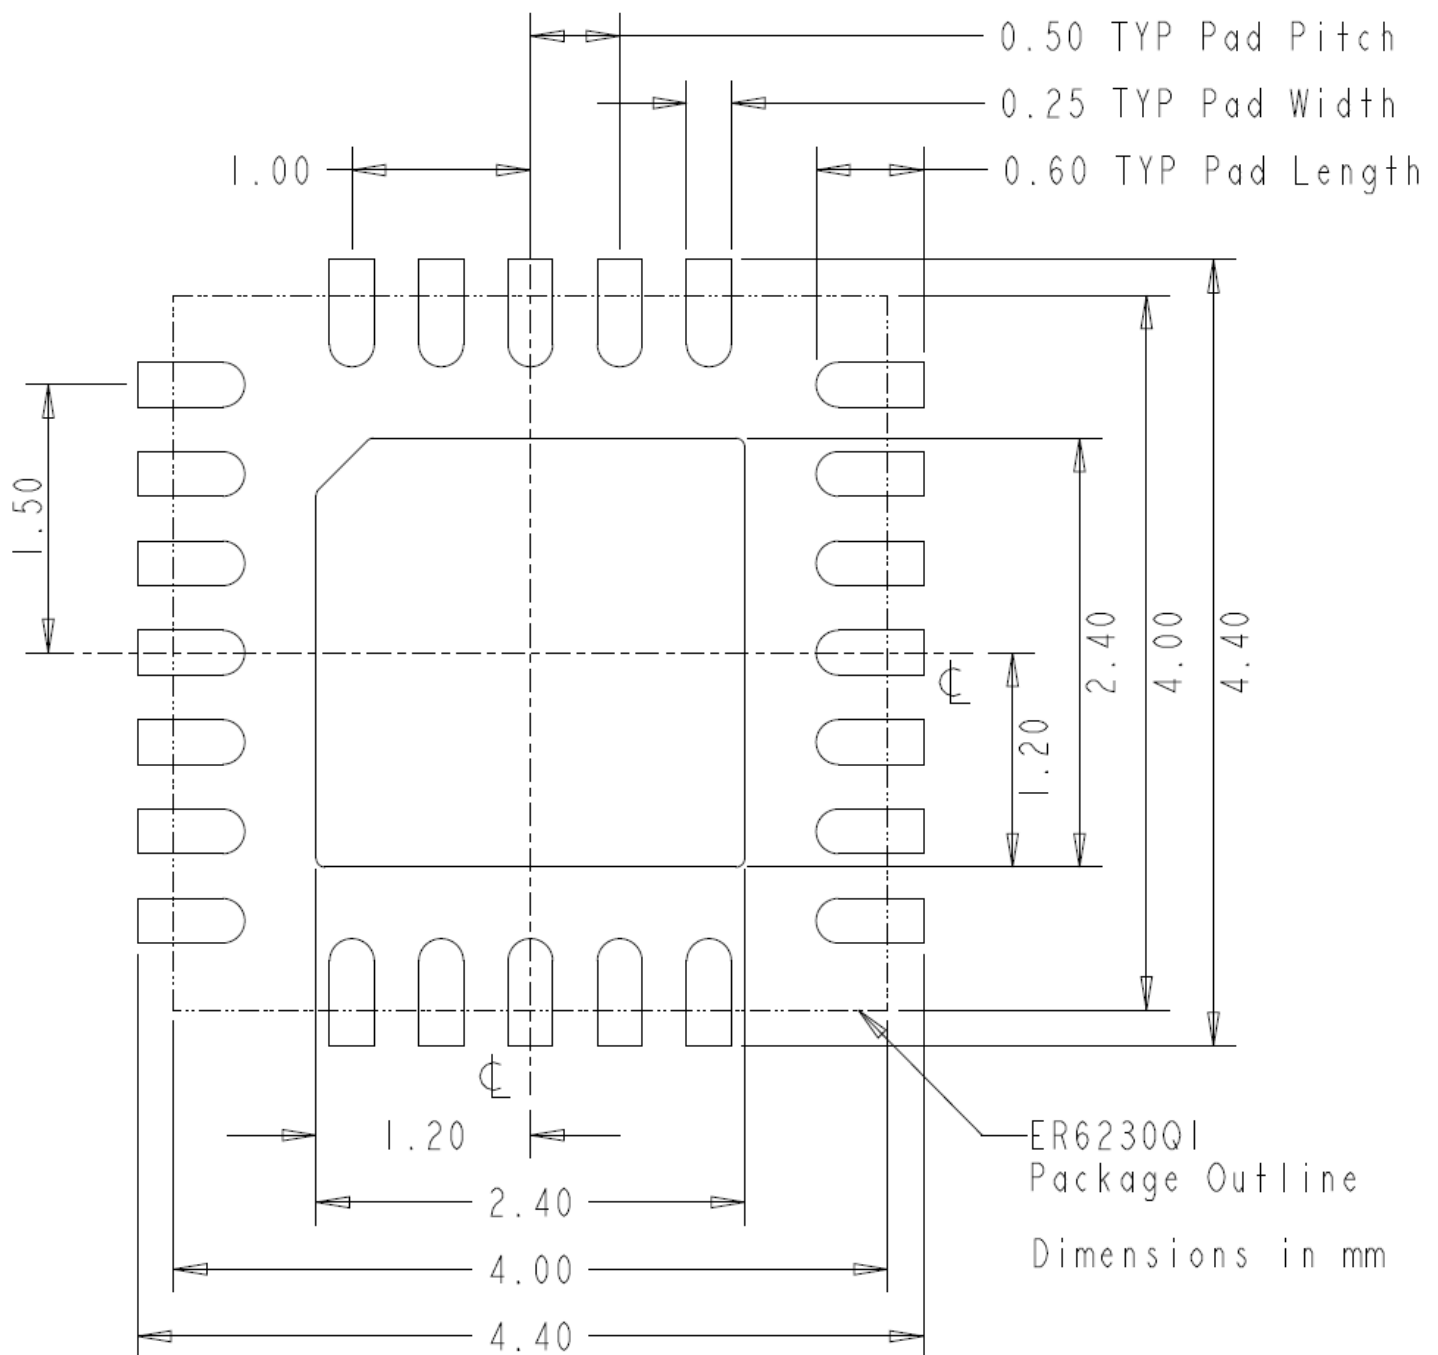 0.50 TYP Pad Pitch
0.25 TYP Pad Width
1.00
0.60 TYP Pad Length
1.50
2.40
4.00
4.40
℄
1.20
℄
1.20
ER6230QI
Package Outline
2.40
Dimensions in mm
4.00
4.40